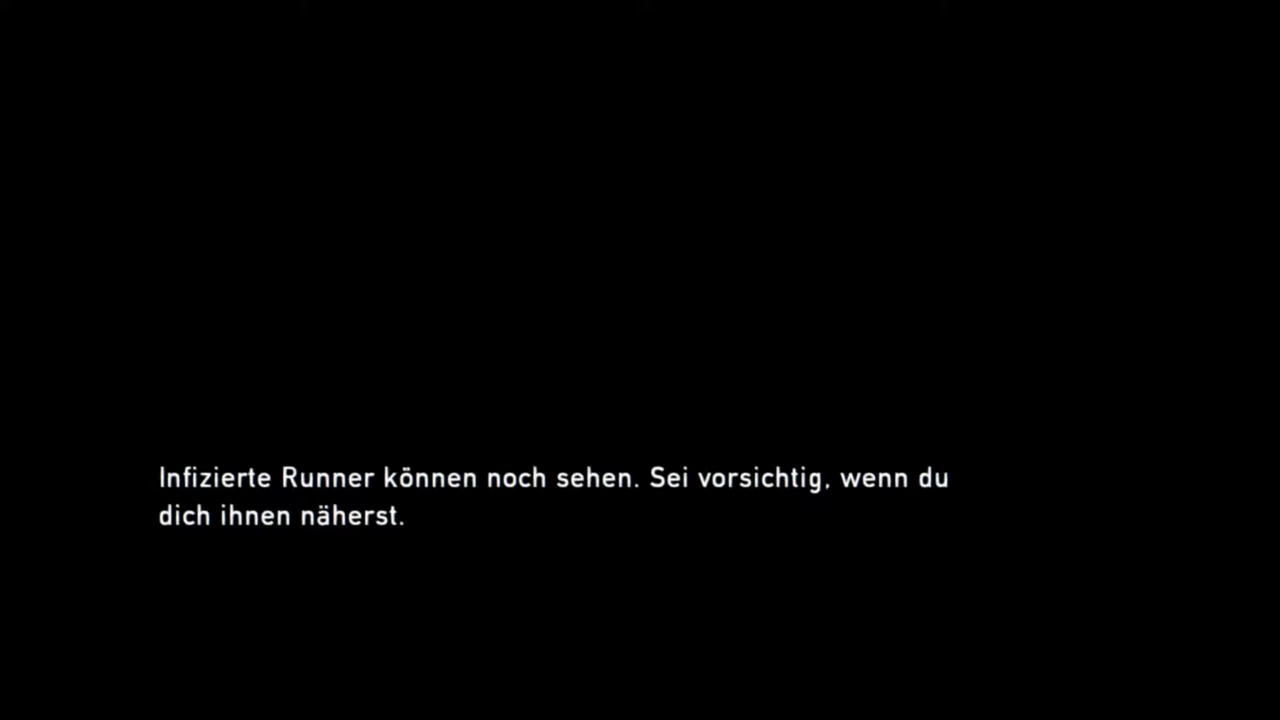 Infizierte Runner können noch sehen. Sei vorsichtig, wenn du
dich ihnen näherst.